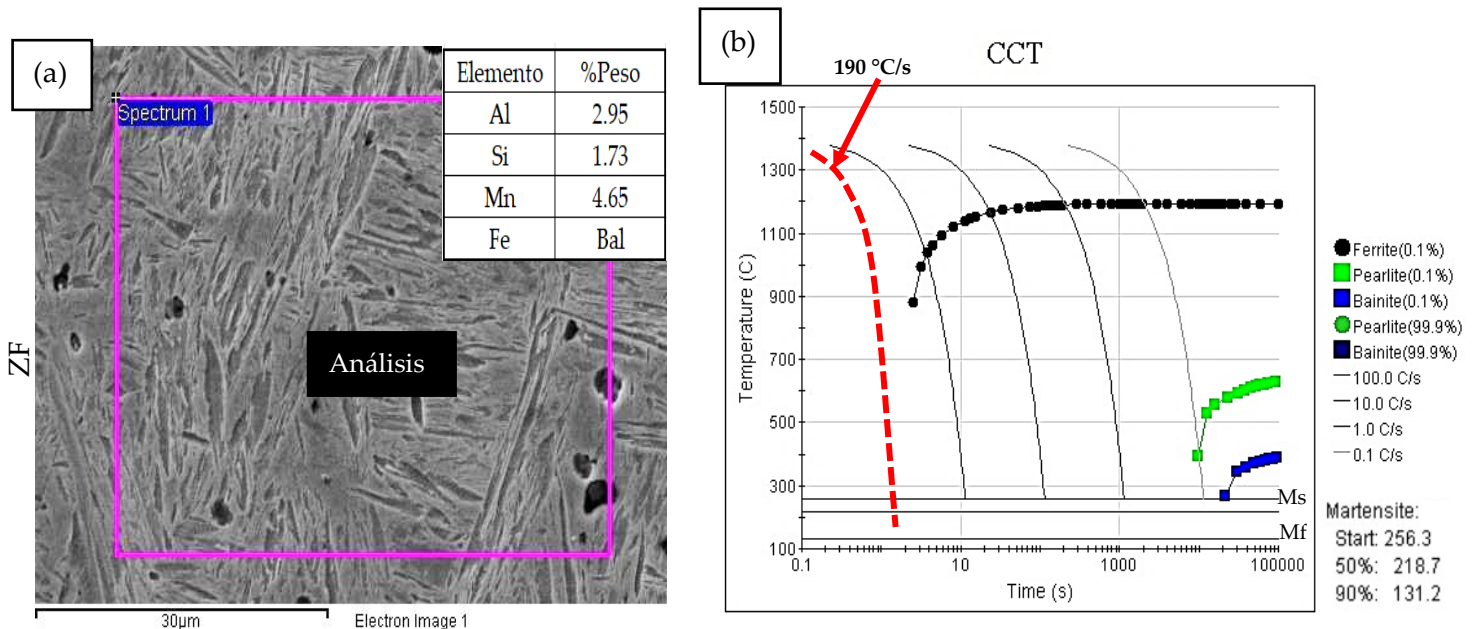 (a)
Spectrum 1
Elemento %Peso
Al 2.95
Si 1.73
Mn 4.65
Fe Bal
ZF
Análisis
30µm
Electron Image 1
(b)
CCT
190 °C/s
1500
1300
1100
900
700
500
300
100
Temperature (C)
0.1
10
1000
100000
Time (s)
Ms
Mf
Ferrite(0.1%)
Pearlite(0.1%)
Bainite(0.1%)
Pearlite(99.9%)
Bainite(99.9%)
100.0 C/s
10.0 C/s
1.0 C/s
0.1 C/s
Martensite:
Start: 256.3
50%: 218.7
90%: 131.2